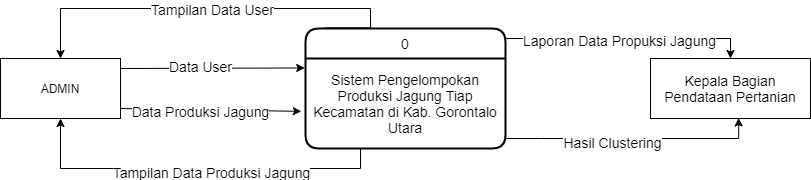 Tampilan Data User
0
Laporan Data Propuksi Jagung
Data User
ADMIN
Sistem Pengelompokan
Produksi Jagung Tiap
Kecamatan di Kab. Gorontalo
Utara
Kepala Bagian
Pendataan Pertanian
Data Produksi Jagung
Hasil Clustering
Tampilan Data Produksi Jagung